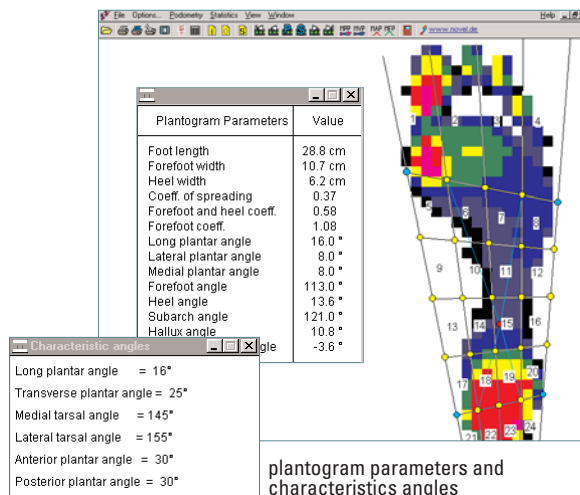 File Options... Podometry Statistics View Window Help
MPP MVP MAP MFP www.novel.de
Plantogram Parameters Value
Foot length 28.8 cm
Forefoot width 10.7 cm
Heel width 6.2 cm
Coeff. of spreading 0.37
Forefoot and heel coeff. 0.58
Forefoot coeff. 1.08
Long plantar angle 16.0 °
Lateral plantar angle 8.0 °
Medial plantar angle 8.0 °
Forefoot angle 113.0 °
Heel angle 13.6 °
Subarch angle 121.0 °
Hallux angle 10.8 °
gle -3.6 °
Characteristic angles
Long plantar angle = 16°
Transverse plantar angle = 25°
Medial tarsal angle = 145°
Lateral tarsal angle = 155°
Anterior plantar angle = 30°
Posterior plantar angle = 30°
1 2 3 4
5 6 7 8
9 10 11 12
13 14 15 16
17 18 19 20
21 22 23 24
plantogram parameters and
characteristics angles